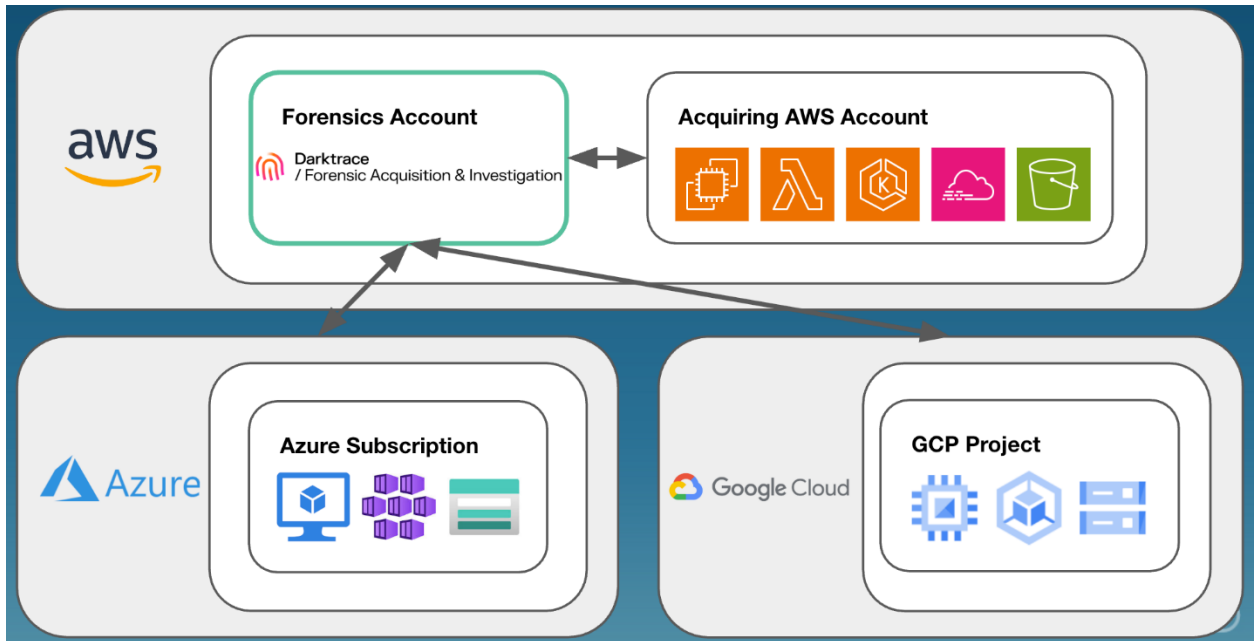 aws
Forensics Account
Darktrace
/ Forensic Acquisition & Investigation
Acquiring AWS Account
K
Azure
Azure Subscription
Google Cloud
GCP Project